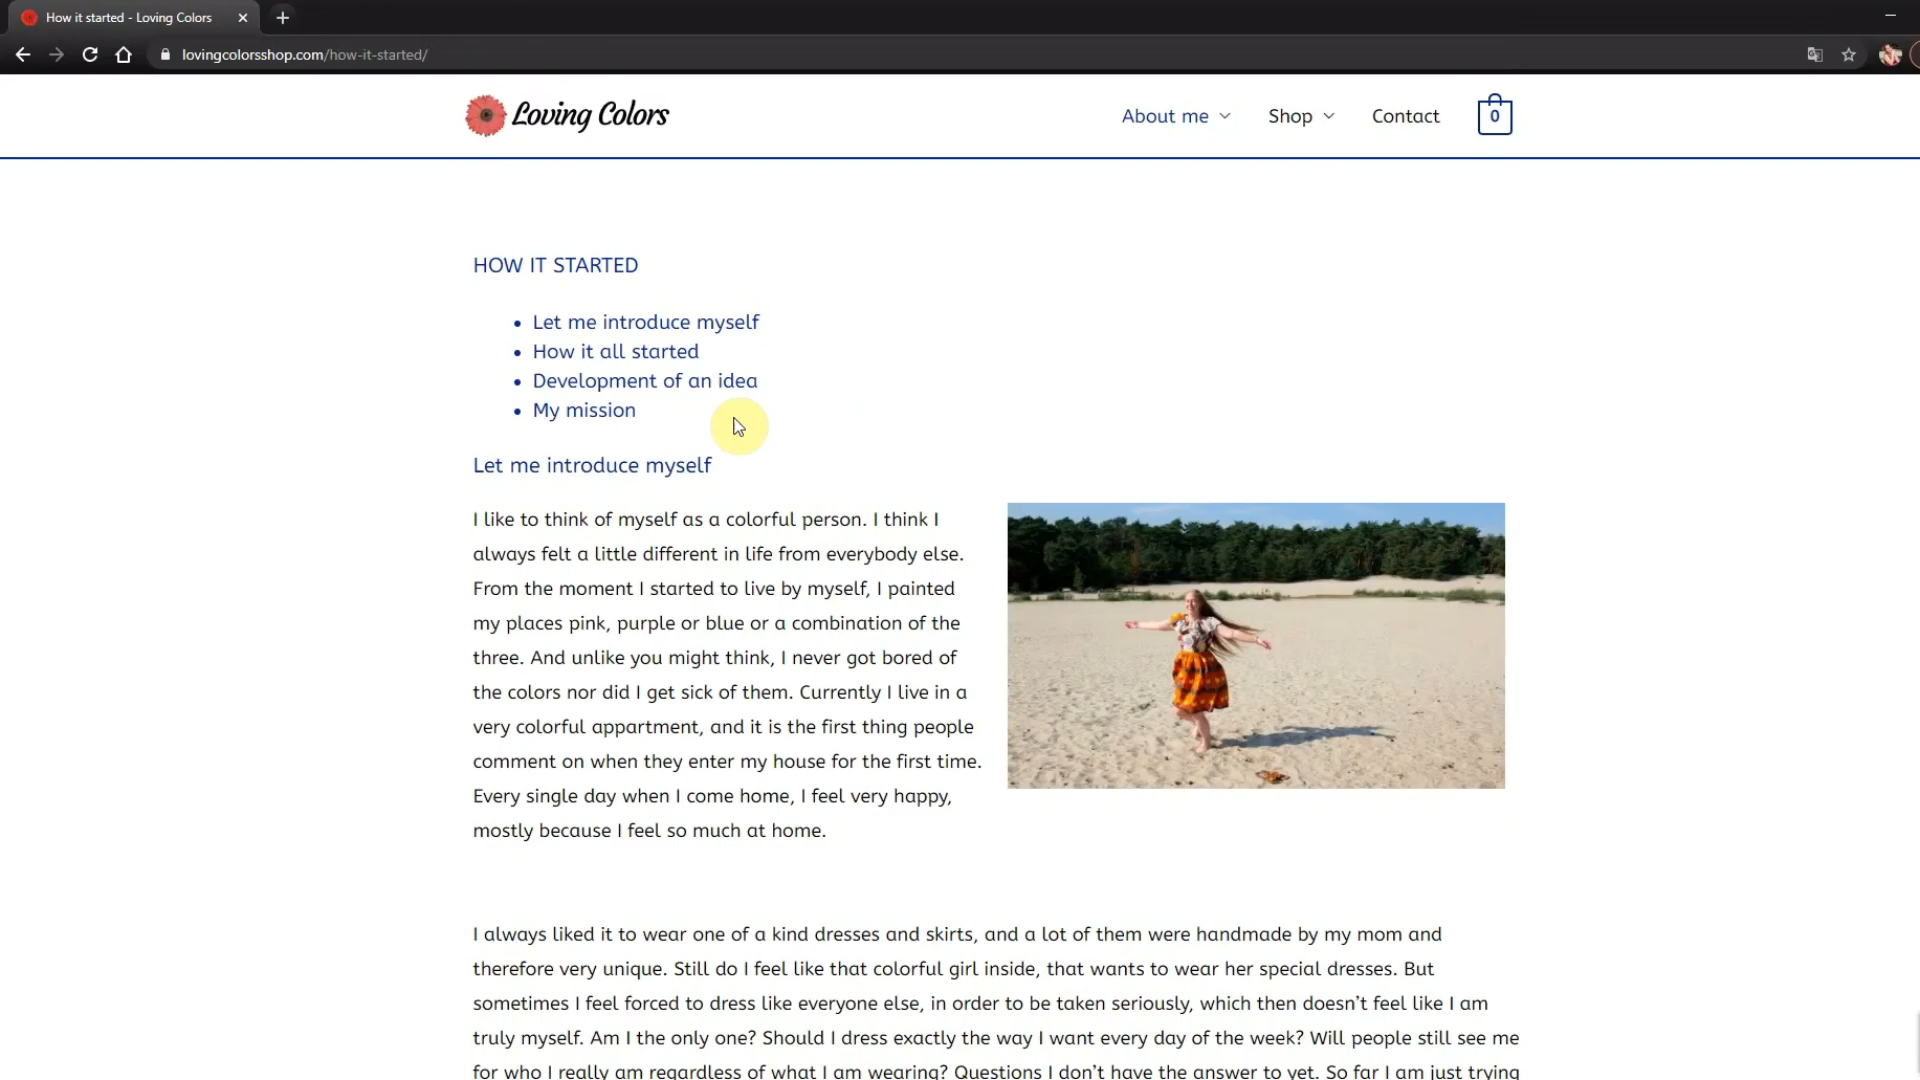 How it started - Loving Colors
lovingcolorsshop.com/how-it-started/
Loving Colors
About me
Shop
Contact
0
HOW IT STARTED
• Let me introduce myself
• How it all started
• Development of an idea
• My mission
Let me introduce myself
I like to think of myself as a colorful person. I think I
always felt a little different in life from everybody else.
From the moment I started to live by myself, I painted
my places pink, purple or blue or a combination of the
three. And unlike you might think, I never got bored of
the colors nor did I get sick of them. Currently I live in a
very colorful appartment, and it is the first thing people
comment on when they enter my house for the first time.
Every single day when I come home, I feel very happy,
mostly because I feel so much at home.
I always liked it to wear one of a kind dresses and skirts, and a lot of them were handmade by my mom and
therefore very unique. Still do I feel like that colorful girl inside, that wants to wear her special dresses. But
sometimes I feel forced to dress like everyone else, in order to be taken seriously, which then doesn't feel like I am
truly myself. Am I the only one? Should I dress exactly the way I want every day of the week? Will people still see me
for who I really am regardless of what I am wearing? Questions I don't have the answer to yet. So far I am just trying